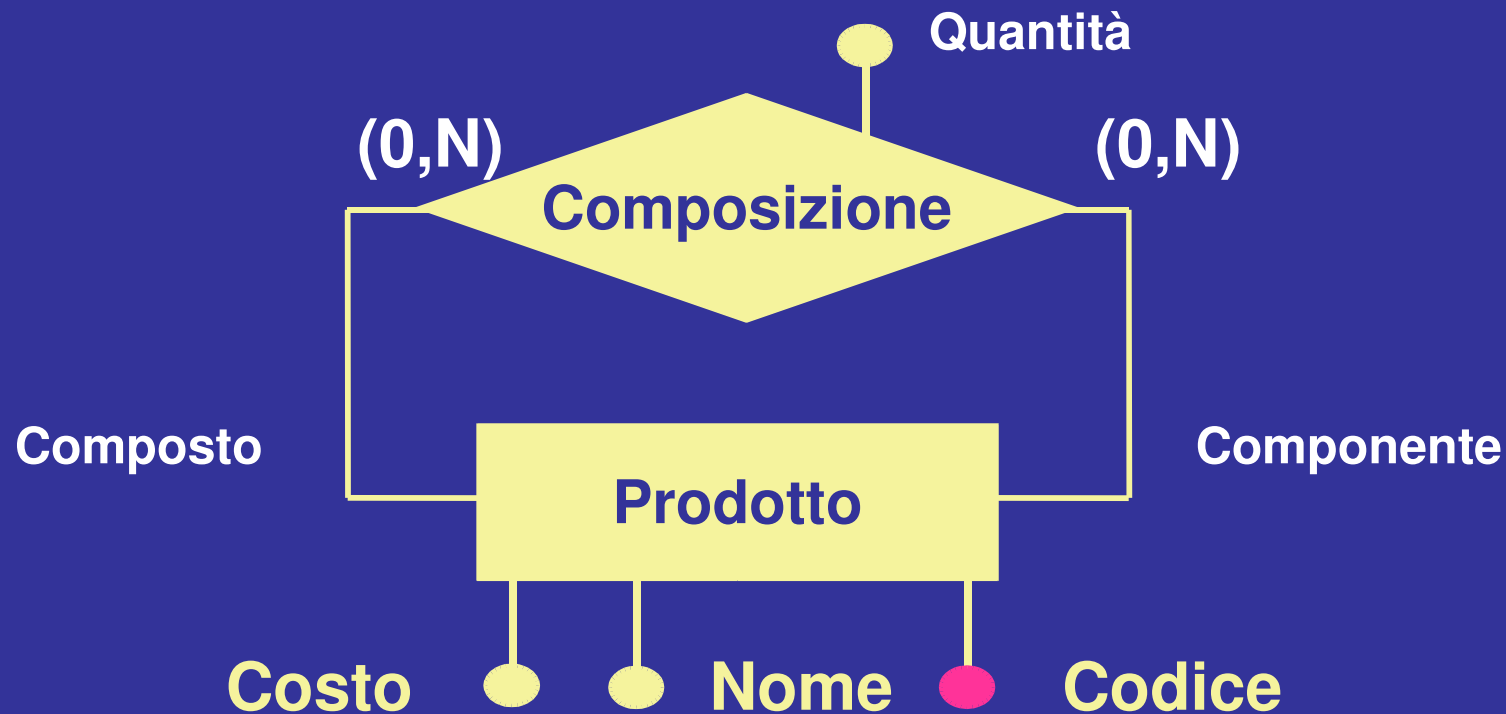 Quantità
(0,N)
(0,N)
Composizione
Composto
Componente
Prodotto
Costo
Nome
Codice